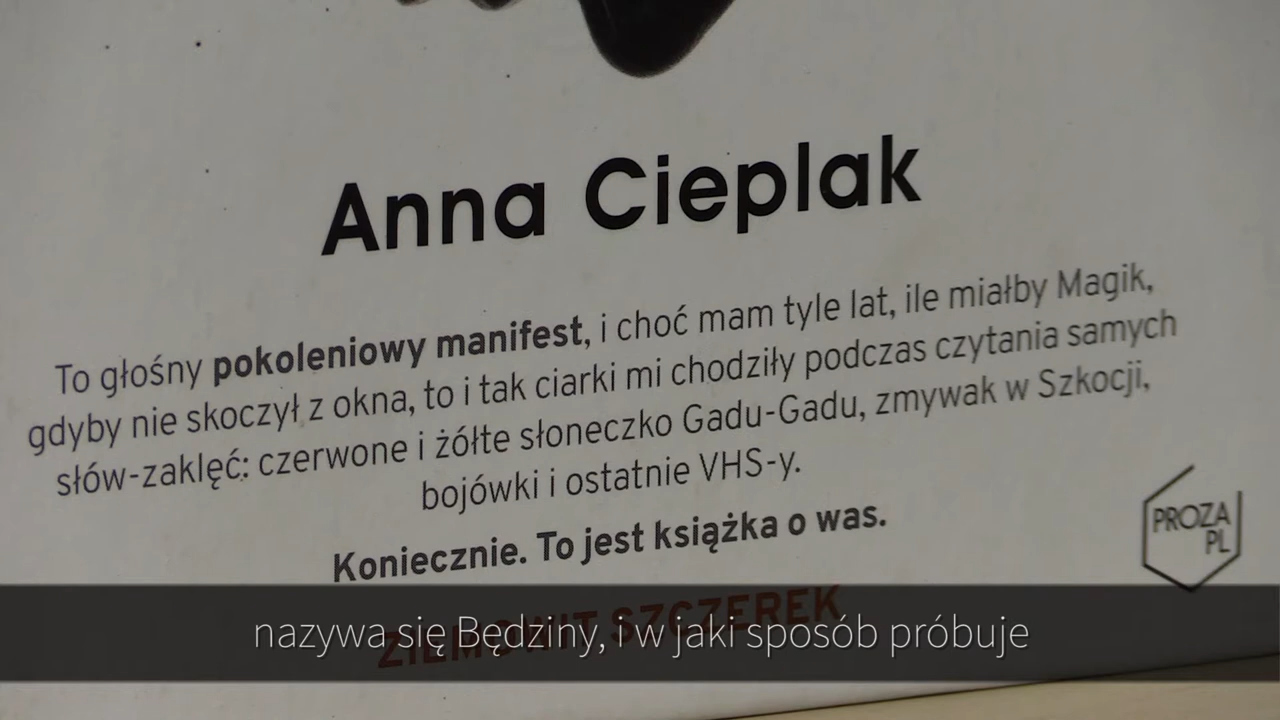 Anna Cieplak
To głośny pokoleniowy manifest, i choć mam tyle lat, ile miałby Magik,
gdyby nie skoczył z okna, to i tak ciarki mi chodziły podczas czytania samych
słów-zaklęć: czerwone i żółte słoneczko Gadu-Gadu, zmywak w Szkocji,
bojówki i ostatnie VHS-y.
Koniecznie. To jest książka o was.
PROZA
PL
ZIEMOWIT SZCZEREK
nazywa się Będziny, i w jaki sposób próbuje